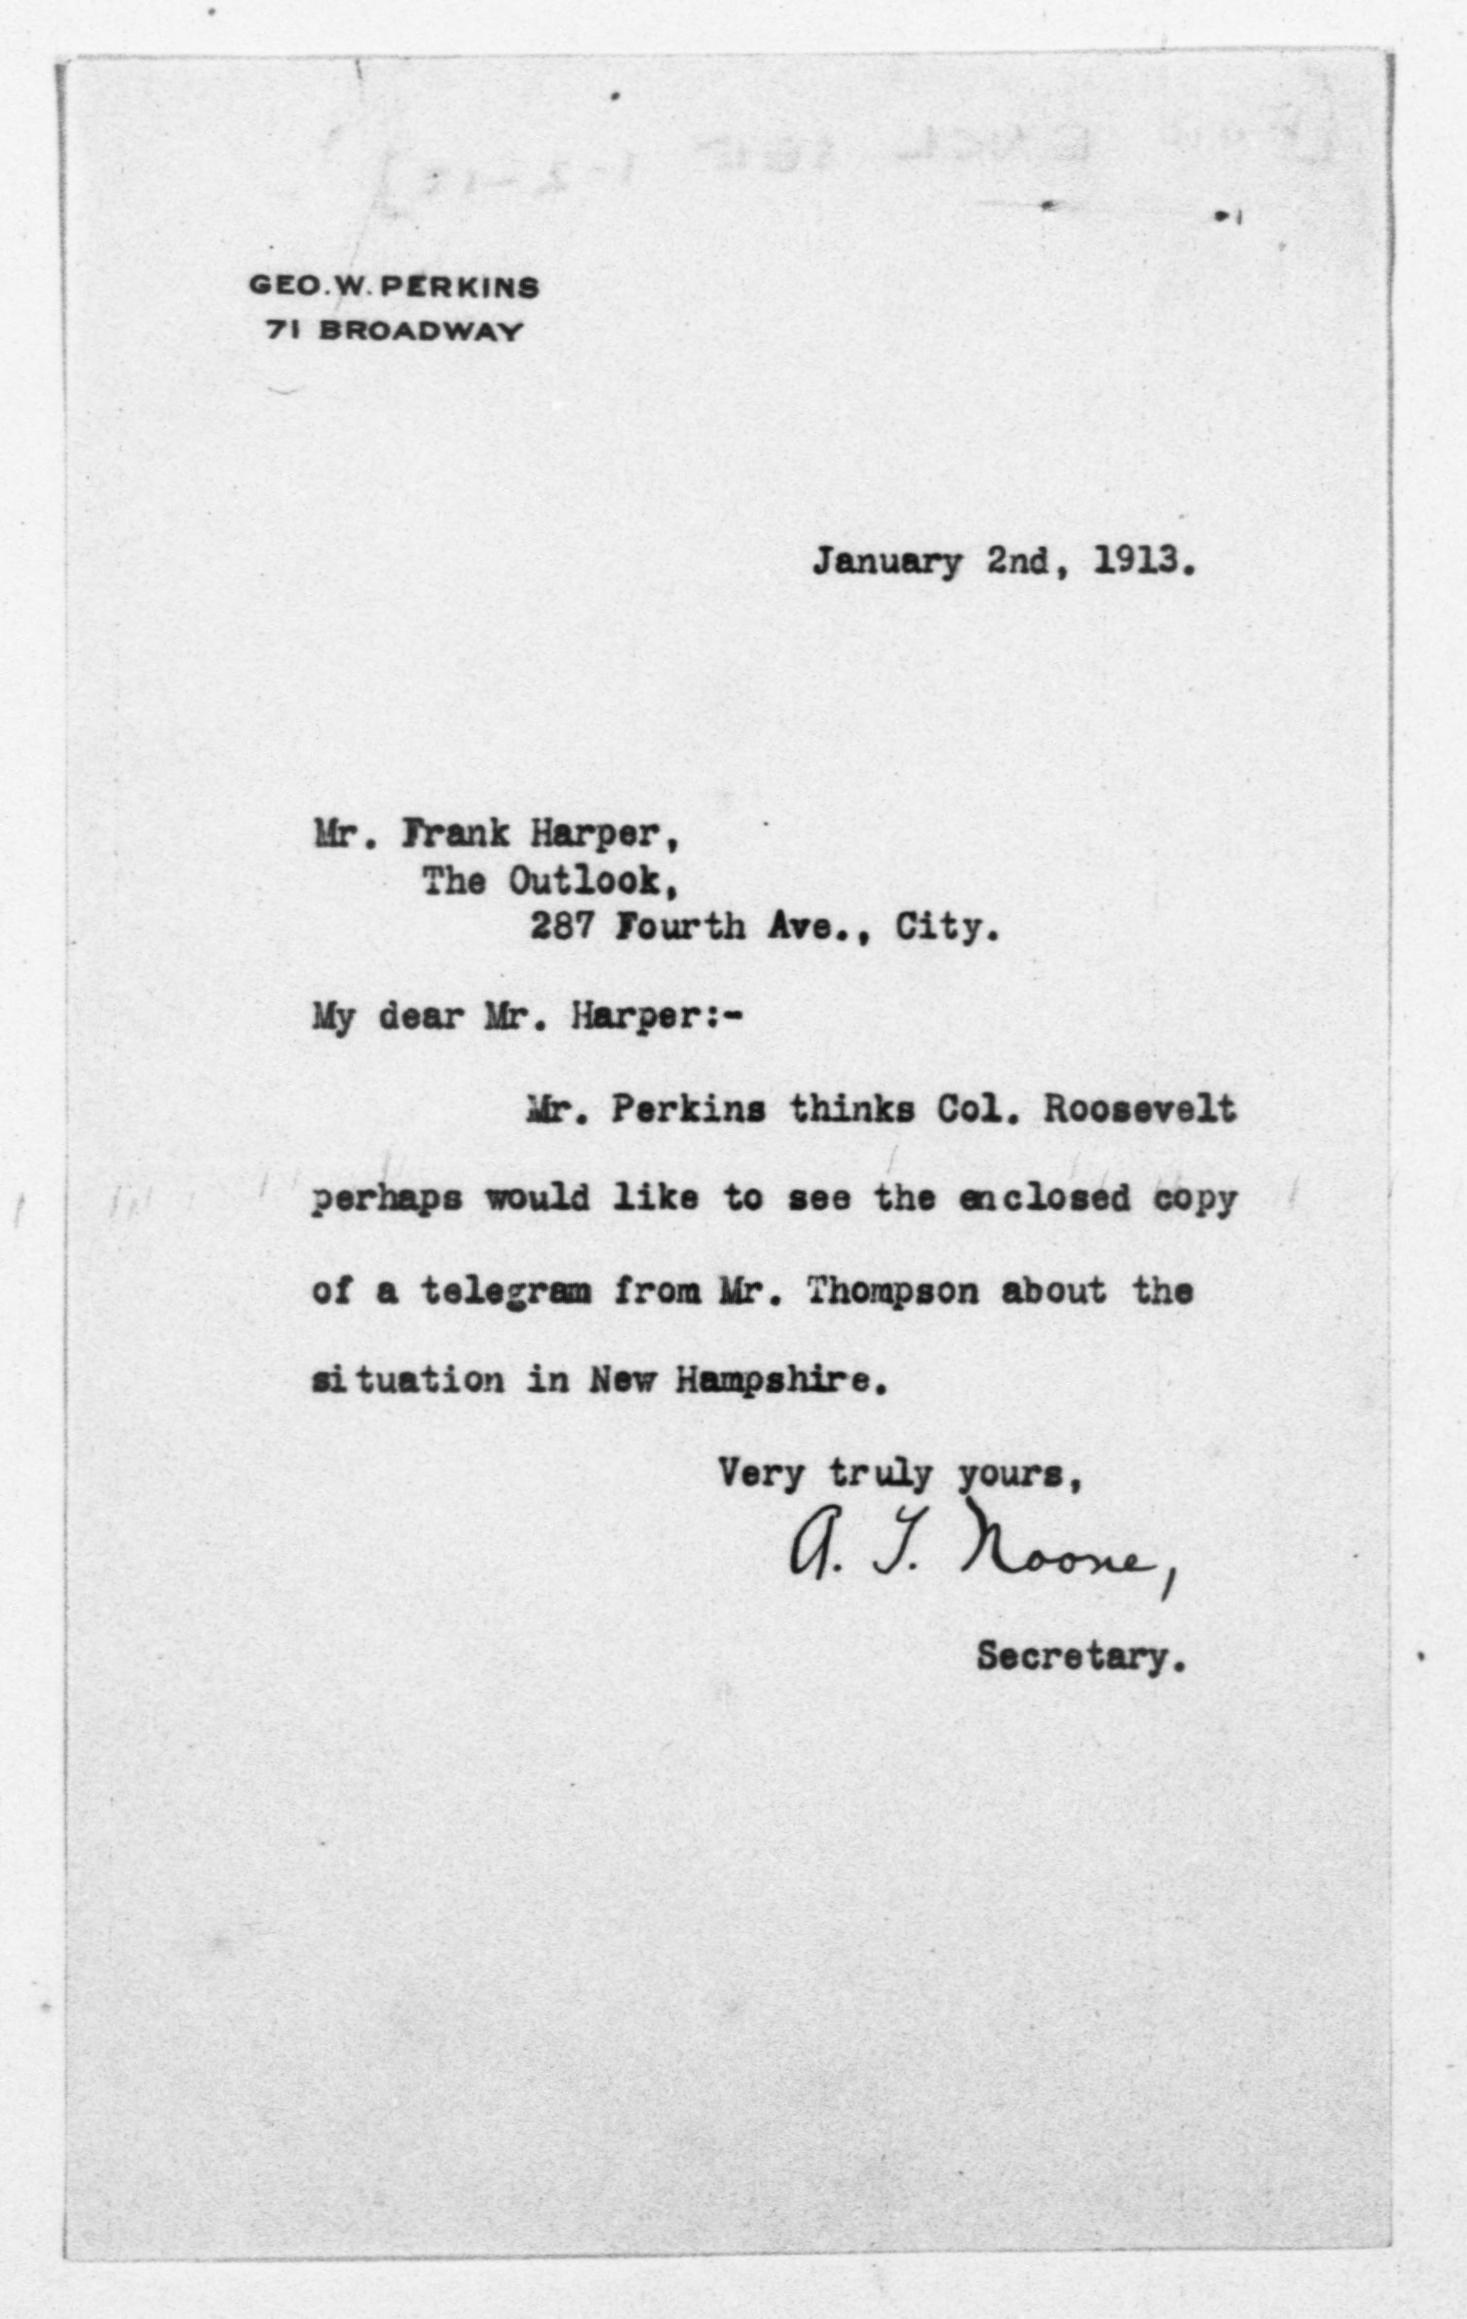 GEO. W. PERKINS
71 BROADWAY
January 2nd, 1913.
Mr. Frank Harper,
The Outlook,
287 Fourth Ave., City.
My dear Mr. Harper:-
Mr. Perkins thinks Col. Roosevelt
perhaps would like to see the enclosed copy
of a telegram from Mr. Thompson about the
situation in New Hampshire.
Very truly yours,
A. T. Noone,
Secretary.